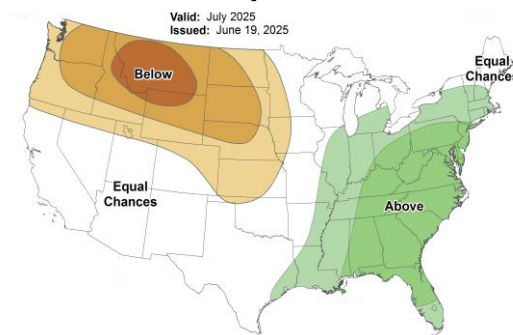 Valid: July 2025
Issued: June 19, 2025
Below
Equal
Chances
Equal
Chances
Above